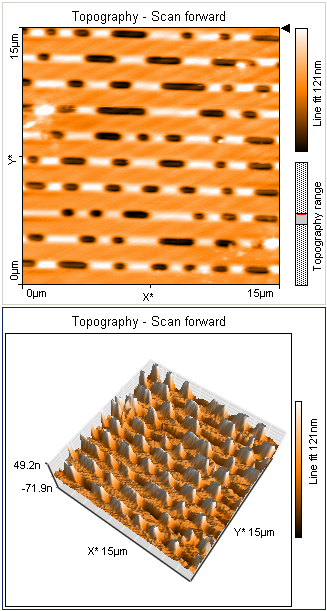 Topography - Scan forward
15µm
Y*
0µm
0µm
X*
15µm
Line fit 121nm
Topography range
Topography - Scan forward
49.2n
-71.9n
X* 15µm
Y* 15µm
Line fit 121nm